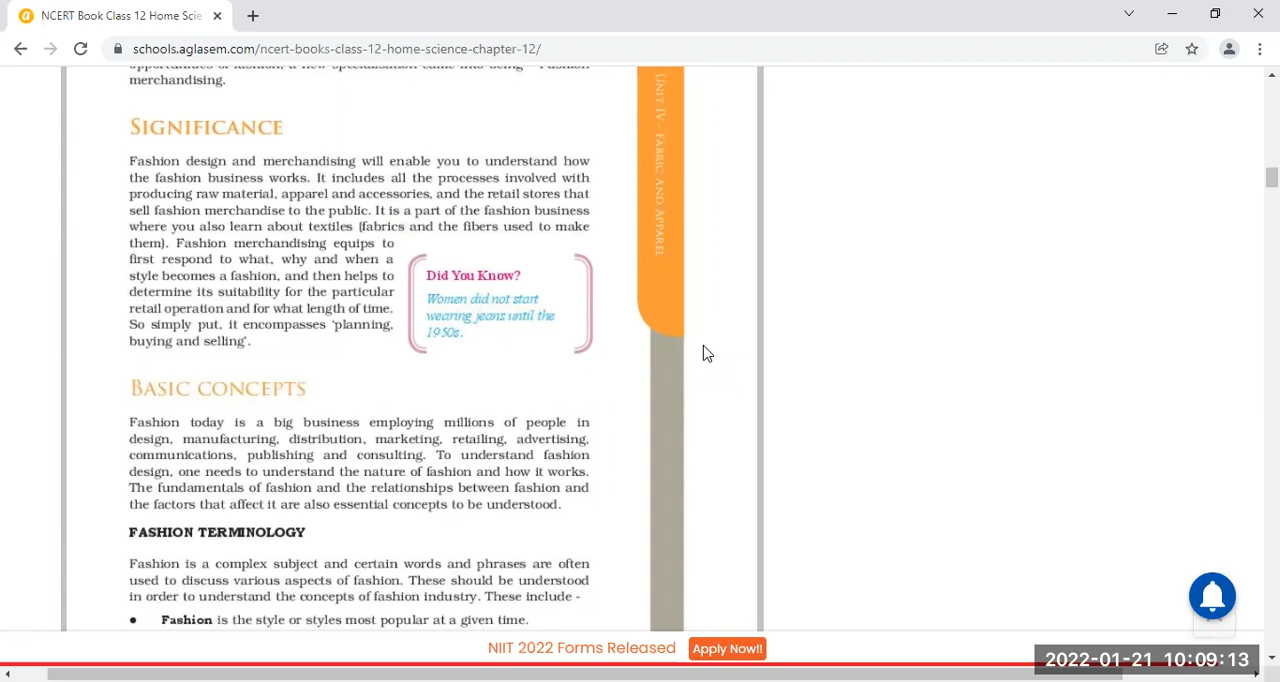 NCERT Book Class 12 Home Scie
schools.aglasem.com/ncert-books-class-12-home-science-chapter-12/
merchandising.
SIGNIFICANCE
Fashion design and merchandising will enable you to understand how
the fashion business works. It includes all the processes involved with
producing raw material, apparel and accessories, and the retail stores that
sell fashion merchandise to the public. It is a part of the fashion business
where you also learn about textiles (fabrics and the fibers used to make
them). Fashion merchandising equips to
first respond to what, why and when a
style becomes a fashion, and then helps to
determine its suitability for the particular
retail operation and for what length of time.
So simply put, it encompasses 'planning,
buying and selling'.
Did You Know?
Women did not start
wearing jeans until the
1950s.
BASIC CONCEPTS
Fashion today is a big business employing millions of people in
design, manufacturing, distribution, marketing, retailing, advertising,
communications, publishing and consulting. To understand fashion
design, one needs to understand the nature of fashion and how it works.
The fundamentals of fashion and the relationships between fashion and
the factors that affect it are also essential concepts to be understood.
FASHION TERMINOLOGY
Fashion is a complex subject and certain words and phrases are often
used to discuss various aspects of fashion. These should be understood
in order to understand the concepts of fashion industry. These include -
● Fashion is the style or styles most popular at a given time.
UNIT IV - FABRIC AND APPAREL
NIIT 2022 Forms Released
Apply Now!!
2022-01-21 10:09:13